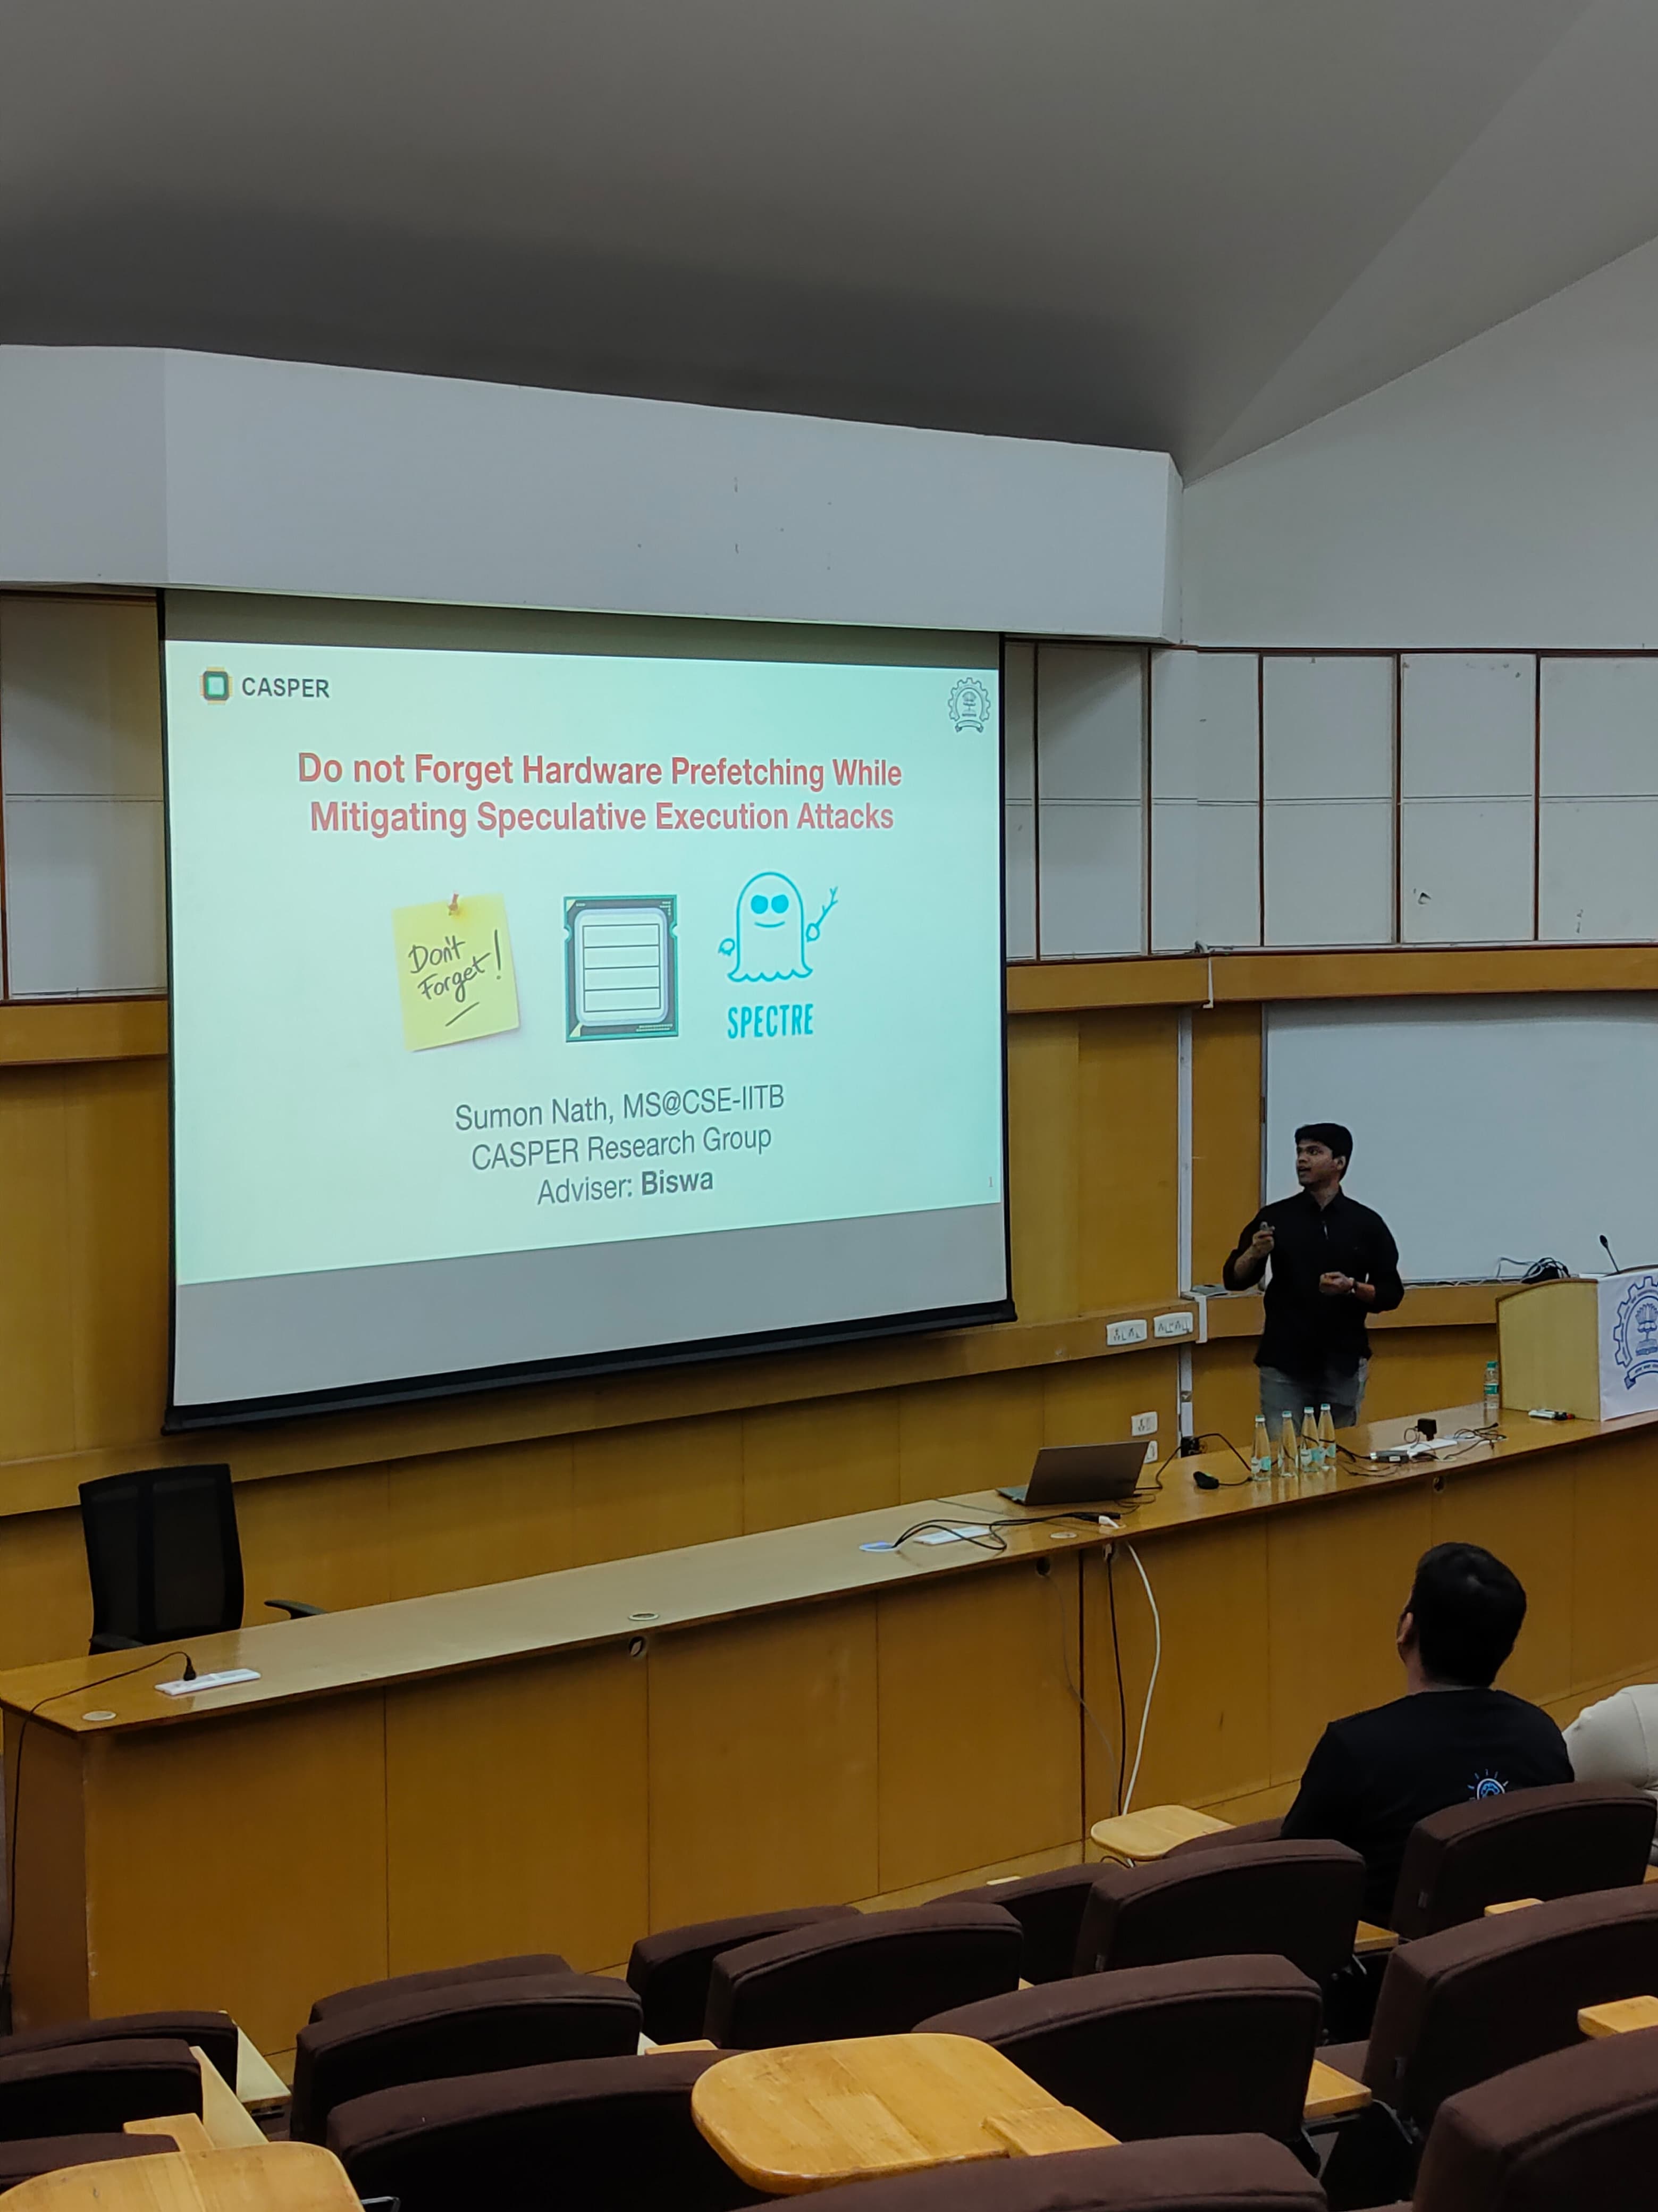 CASPER
Do not Forget Hardware Prefetching While
Mitigating Speculative Execution Attacks
Don't
Forget!
SPECTRE
Sumon Nath, MS@CSE-IITB
CASPER Research Group
Adviser: Biswa
1